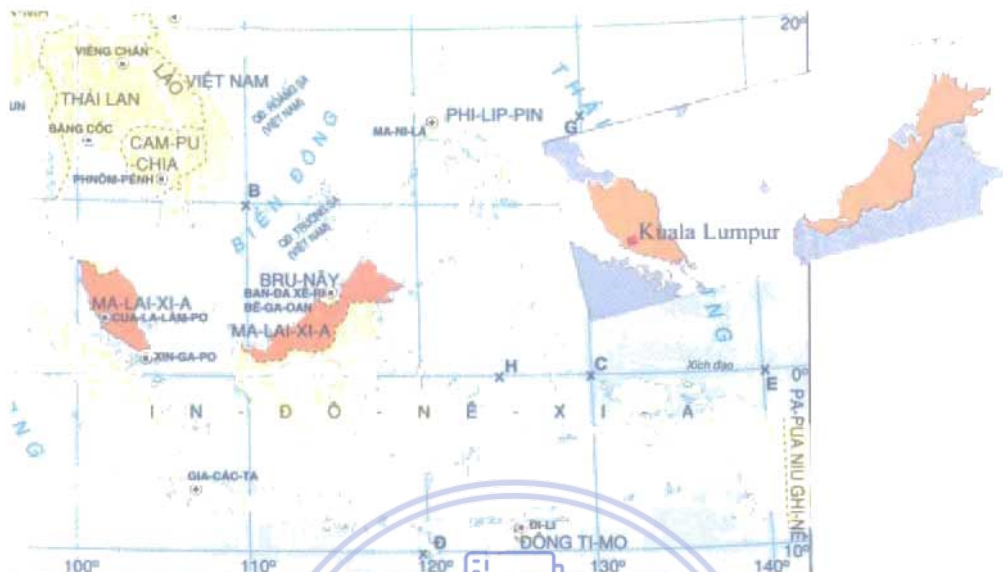 20°
VIÊNG CHĂN
LÀO
VIỆT NAM
THÁI LAN
QĐ. HOÀNG SA
(VIỆT NAM)
PHI-LIP-PIN
MA-NI-LA
G
BĂNG CỐC
CAM-PU
-CHIA
PHNÔM-PÊNH
B
BIỂN ĐÔNG
QĐ. TRƯỜNG SA
(VIỆT NAM)
Kuala Lumpur
BRU-NÂY
BAN-ĐA XÊ-RI
BÊ-GA-OAN
MA-LAI-XI-A
CUA-LA-LĂM-PO
MA-LAI-XI-A
XIN-GA-PO
H
C
Xích đạo
E
0°
IN-ĐÔ-NÊ-XI-A
PA-PUA NIU GHI-NÊ
GIA-CÁC-TA
ĐI-LI
ĐÔNG TI-MO
Đ
10°
100°
110°
120°
130°
140°